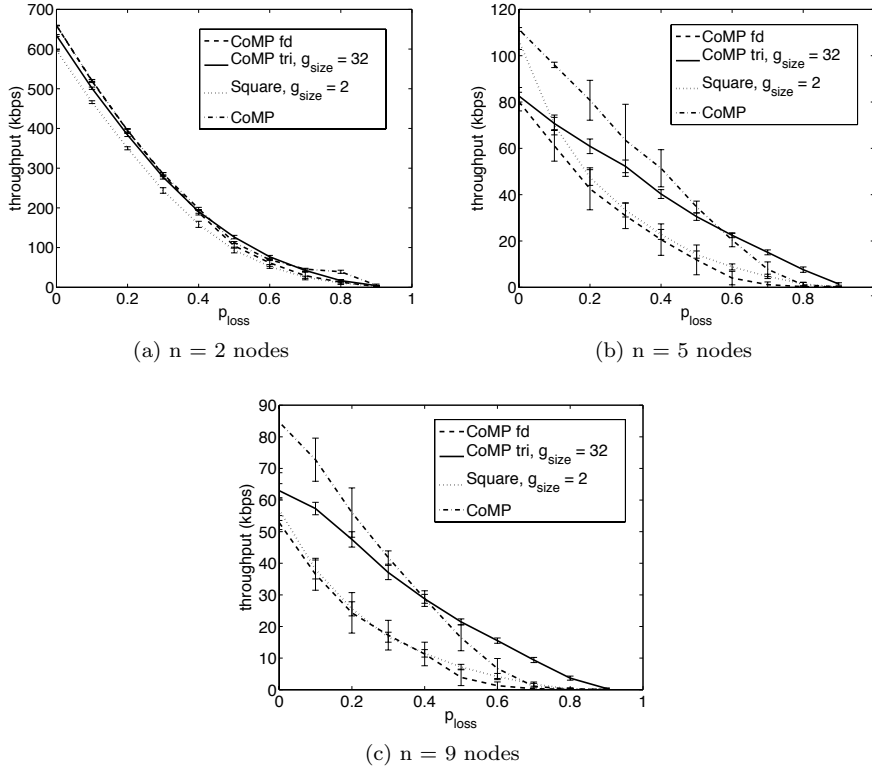 700
600
500
400
300
200
100
0
throughput (kbps)
0 0.2 0.4 0.6 0.8 1
p_loss
CoMP fd
CoMP tri, g_size = 32
Square, g_size = 2
CoMP
(a) n = 2 nodes
120
100
80
60
40
20
0
throughput (kbps)
0 0.2 0.4 0.6 0.8 1
p_loss
CoMP fd
CoMP tri, g_size = 32
Square, g_size = 2
CoMP
(b) n = 5 nodes
90
80
70
60
50
40
30
20
10
0
throughput (kbps)
0 0.2 0.4 0.6 0.8 1
p_loss
CoMP fd
CoMP tri, g_size = 32
Square, g_size = 2
CoMP
(c) n = 9 nodes